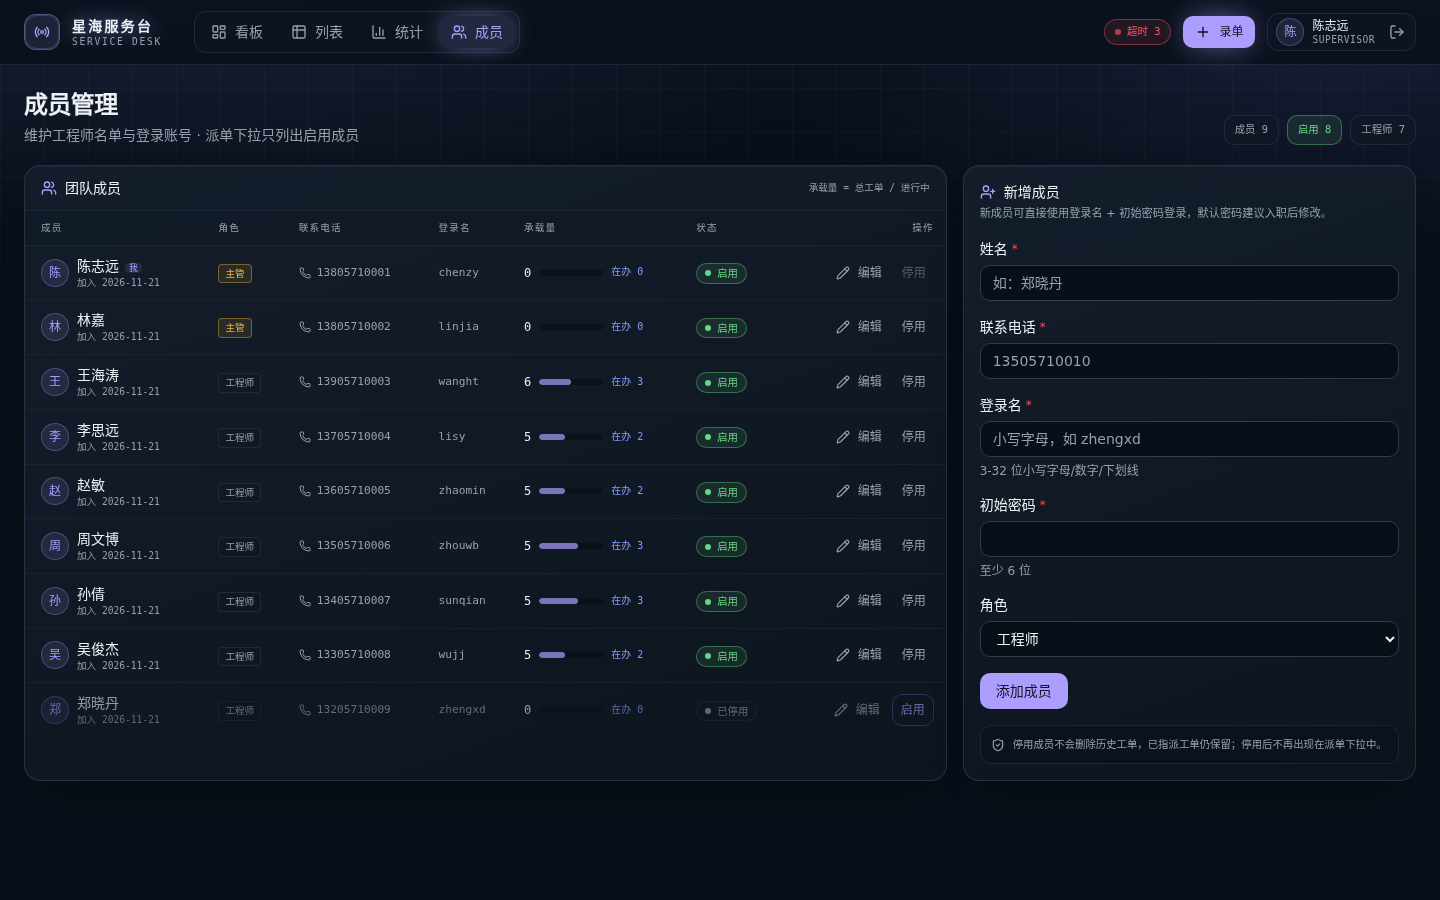 星海服务台
SERVICE DESK
看板
列表
统计
成员
超时 3
录单
陈
陈志远
SUPERVISOR
成员管理
维护工程师名单与登录账号 · 派单下拉只列出启用成员
成员 9
启用 8
工程师 7
团队成员
承载量 = 总工单 / 进行中
成员 角色 联系电话 登录名 承载量 状态 操作
陈 陈志远 我 主管 13805710001 chenzy 0 在办 0 启用 编辑 停用
加入 2026-11-21
林 林嘉 主管 13805710002 linjia 0 在办 0 启用 编辑 停用
加入 2026-11-21
王 王海涛 工程师 13905710003 wanght 6 在办 3 启用 编辑 停用
加入 2026-11-21
李 李思远 工程师 13705710004 lisy 5 在办 2 启用 编辑 停用
加入 2026-11-21
赵 赵敏 工程师 13605710005 zhaomin 5 在办 2 启用 编辑 停用
加入 2026-11-21
周 周文博 工程师 13505710006 zhouwb 5 在办 3 启用 编辑 停用
加入 2026-11-21
孙 孙倩 工程师 13405710007 sunqian 5 在办 3 启用 编辑 停用
加入 2026-11-21
吴 吴俊杰 工程师 13305710008 wujj 5 在办 2 启用 编辑 停用
加入 2026-11-21
郑 郑晓丹 工程师 13205710009 zhengxd 0 在办 0 已停用 编辑 启用
加入 2026-11-21
新增成员
新成员可直接使用登录名 + 初始密码登录，默认密码建议入职后修改。
姓名 *
如：郑晓丹
联系电话 *
13505710010
登录名 *
小写字母，如 zhengxd
3-32 位小写字母/数字/下划线
初始密码 *
至少 6 位
角色
工程师
添加成员
停用成员不会删除历史工单，已指派工单仍保留；停用后不再出现在派单下拉中。